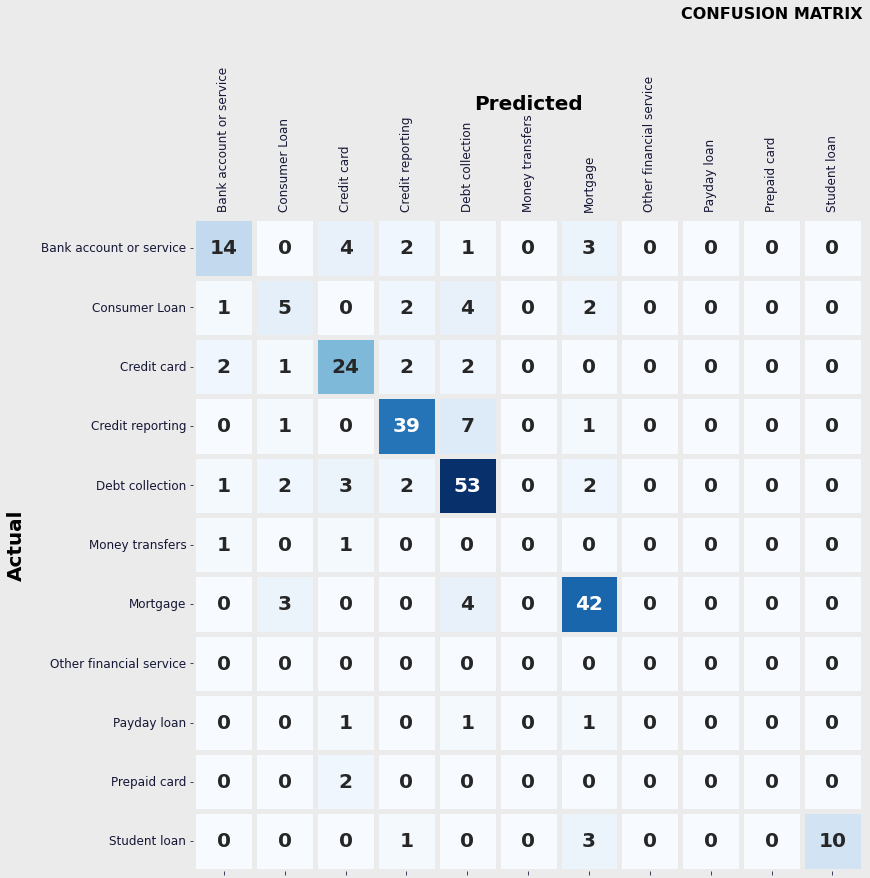 CONFUSION MATRIX
Predicted
Bank account or service
Consumer Loan
Credit card
Credit reporting
Debt collection
Money transfers
Mortgage
Other financial service
Payday loan
Prepaid card
Student loan
Actual
Bank account or service - 14 0 4 2 1 0 3 0 0 0 0
Consumer Loan - 1 5 0 2 4 0 2 0 0 0 0
Credit card - 2 1 24 2 2 0 0 0 0 0 0
Credit reporting - 0 1 0 39 7 0 1 0 0 0 0
Debt collection - 1 2 3 2 53 0 2 0 0 0 0
Money transfers - 1 0 1 0 0 0 0 0 0 0 0
Mortgage - 0 3 0 0 4 0 42 0 0 0 0
Other financial service - 0 0 0 0 0 0 0 0 0 0 0
Payday loan - 0 0 1 0 1 0 1 0 0 0 0
Prepaid card - 0 0 2 0 0 0 0 0 0 0 0
Student loan - 0 0 0 1 0 0 3 0 0 0 10